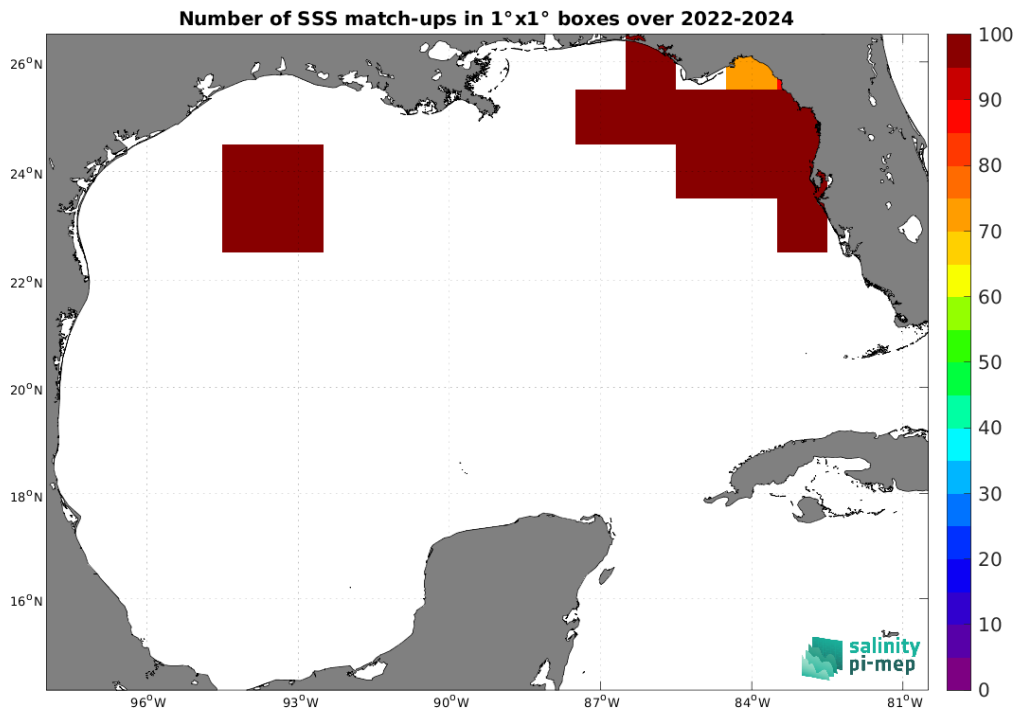 Number of SSS match-ups in 1°x1° boxes over 2022-2024
26°N
24°N
22°N
20°N
18°N
16°N
96°W
93°W
90°W
87°W
84°W
81°W
100
90
80
70
60
50
40
30
20
10
0
salinity
pi-mep